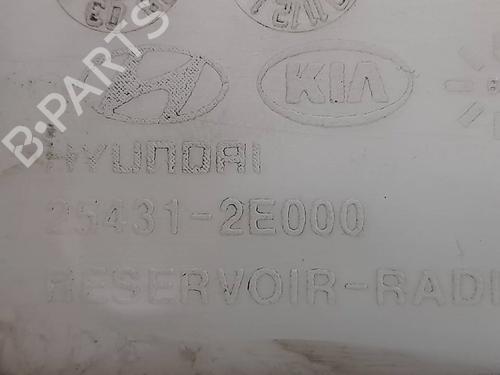 KIA
B-PARTS
HYUNDAI
25431-2E000
RESERVOIR-RADI